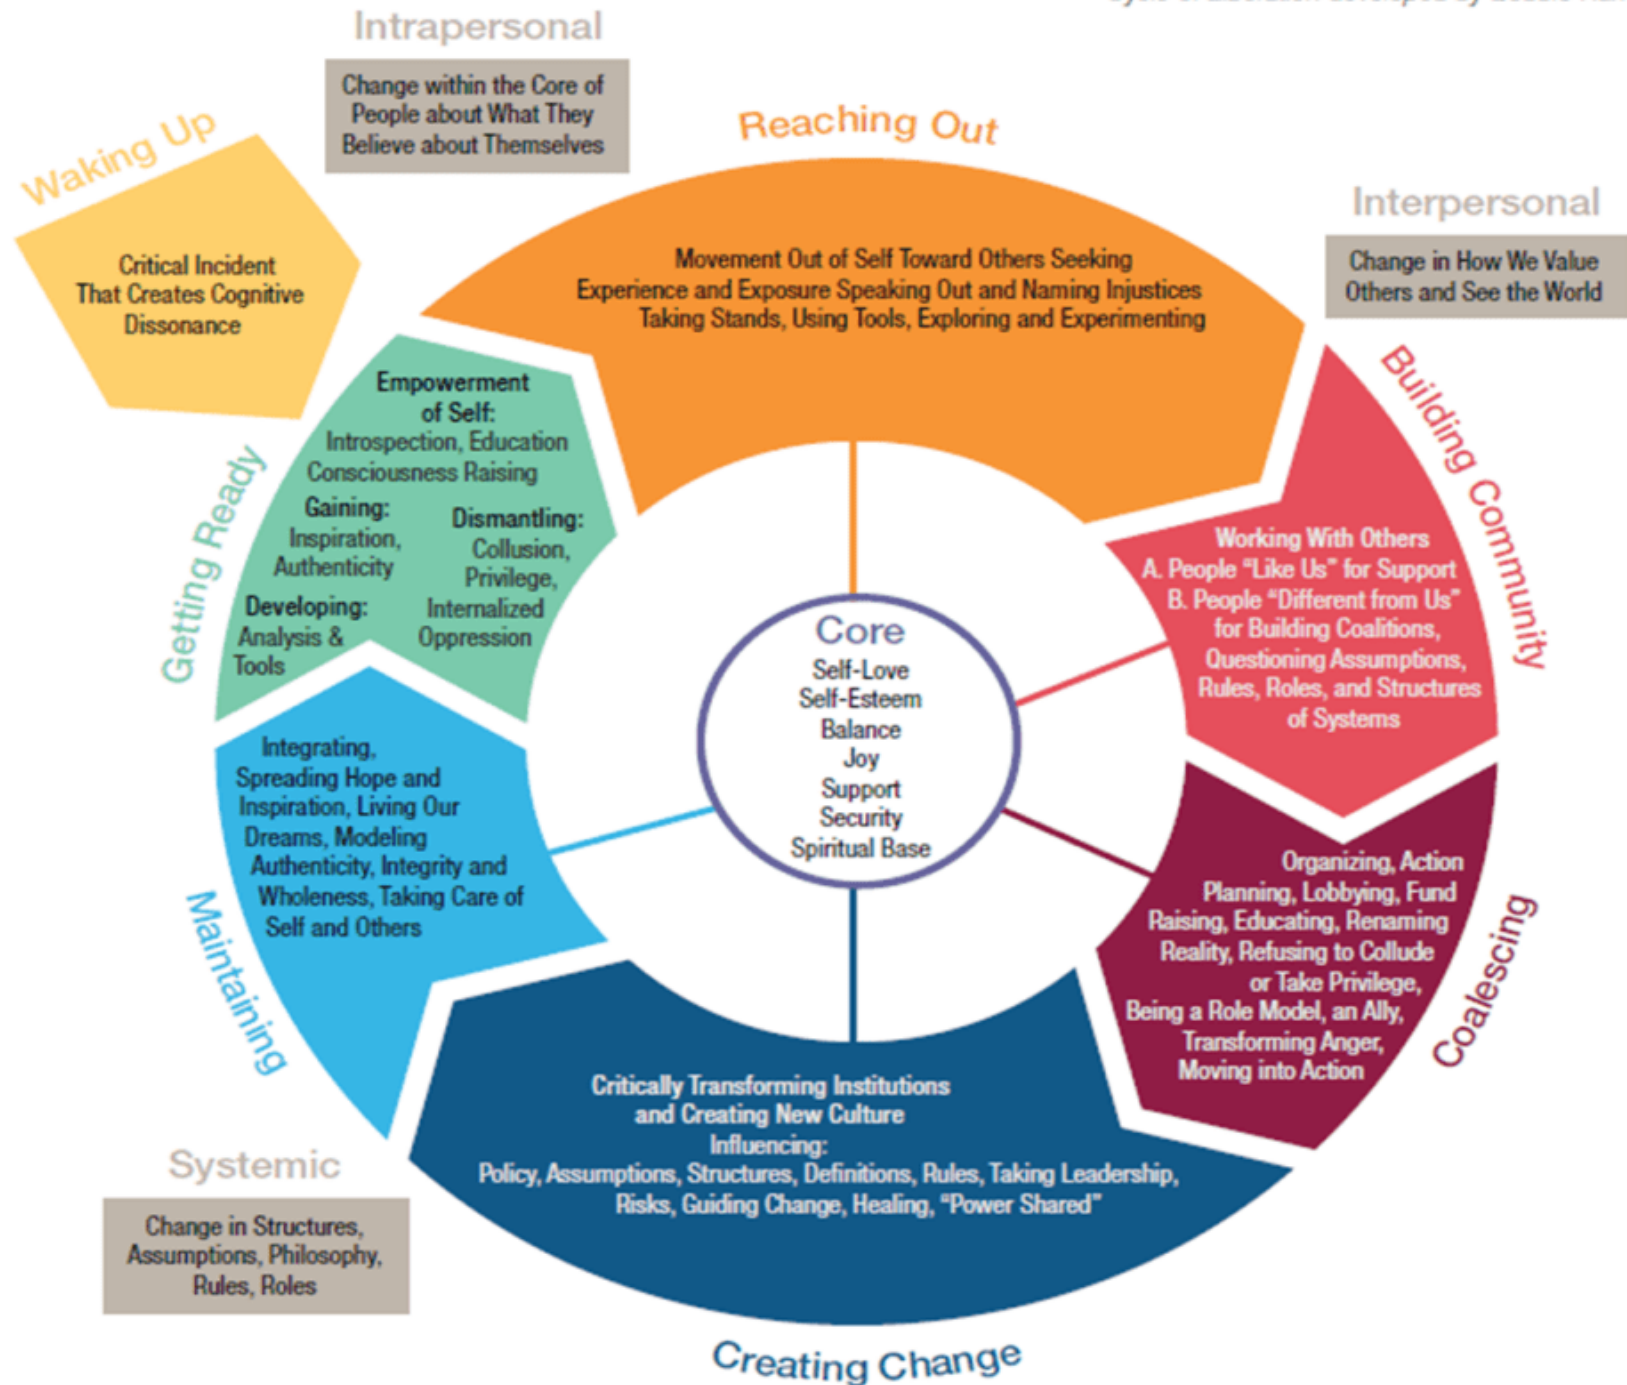 Intrapersonal
Change within the Core of
People about What They
Believe about Themselves
Waking Up
Critical Incident
That Creates Cognitive
Dissonance
Reaching Out
Movement Out of Self Toward Others Seeking
Experience and Exposure Speaking Out and Naming Injustices
Taking Stands, Using Tools, Exploring and Experimenting
Interpersonal
Change in How We Value
Others and See the World
Getting Ready
Empowerment
of Self:
Introspection, Education
Consciousness Raising
Gaining:
Inspiration,
Authenticity
Dismantling:
Collusion,
Privilege,
Internalized
Oppression
Developing:
Analysis &
Tools
Building Community
Working With Others
A. People “Like Us” for Support
B. People “Different from Us”
for Building Coalitions,
Questioning Assumptions,
Rules, Roles, and Structures
of Systems
Core
Self-Love
Self-Esteem
Balance
Joy
Support
Security
Spiritual Base
Maintaining
Integrating,
Spreading Hope and
Inspiration, Living Our
Dreams, Modeling
Authenticity, Integrity and
Wholeness, Taking Care of
Self and Others
Coalescing
Organizing, Action
Planning, Lobbying, Fund
Raising, Educating, Renaming
Reality, Refusing to Collude
or Take Privilege,
Being a Role Model, an Ally,
Transforming Anger,
Moving into Action
Critically Transforming Institutions
and Creating New Culture
Influencing:
Policy, Assumptions, Structures, Definitions, Rules, Taking Leadership,
Risks, Guiding Change, Healing, “Power Shared”
Creating Change
Systemic
Change in Structures,
Assumptions, Philosophy,
Rules, Roles